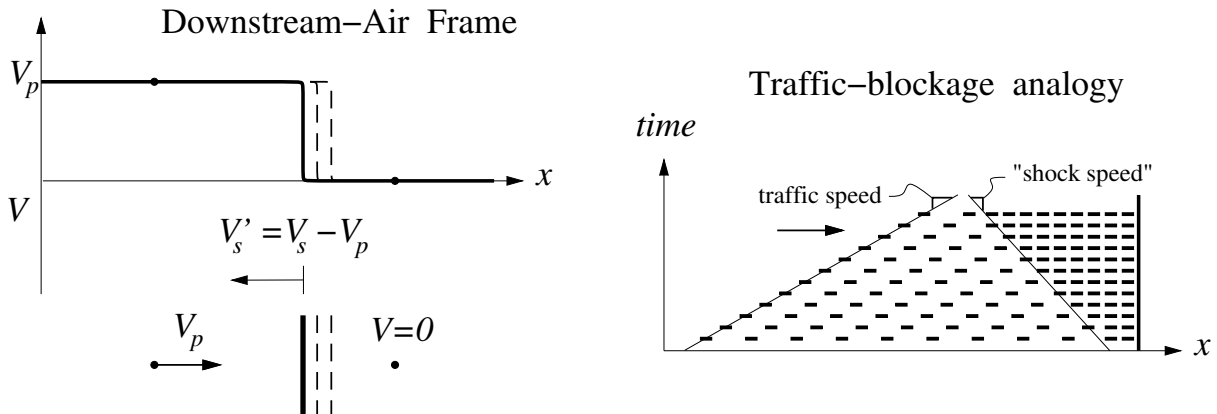 Downstream−Air Frame
V_p
x
V
V_s' = V_s − V_p
V_p
V=0
Traffic−blockage analogy
time
traffic speed
"shock speed"
x